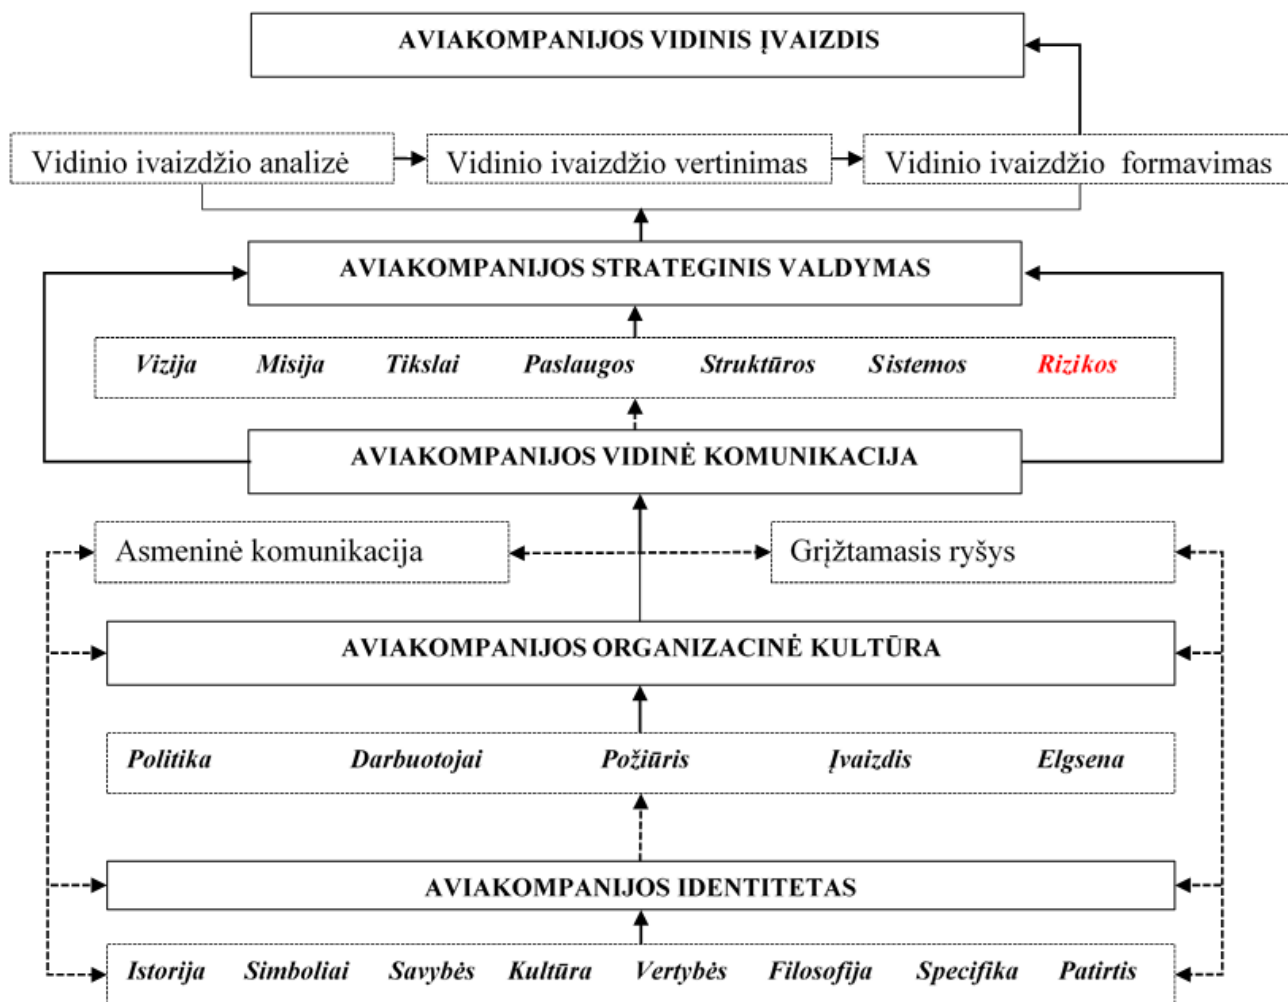 AVIAKOMPANIJOS VIDINIS ĮVAIZDIS
Vidinio ivaizdžio analizė
Vidinio ivaizdžio vertinimas
Vidinio ivaizdžio formavimas
AVIAKOMPANIJOS STRATEGINIS VALDYMAS
Vizija Misija Tikslai Paslaugos Struktūros Sistemos Rizikos
AVIAKOMPANIJOS VIDINĖ KOMUNIKACIJA
Asmeninė komunikacija
Grįžtamasis ryšys
AVIAKOMPANIJOS ORGANIZACINĖ KULTŪRA
Politika Darbuotojai Požiūris Įvaizdis Elgsena
AVIAKOMPANIJOS IDENTITETAS
Istorija Simboliai Savybės Kultūra Vertybės Filosofija Specifika Patirtis